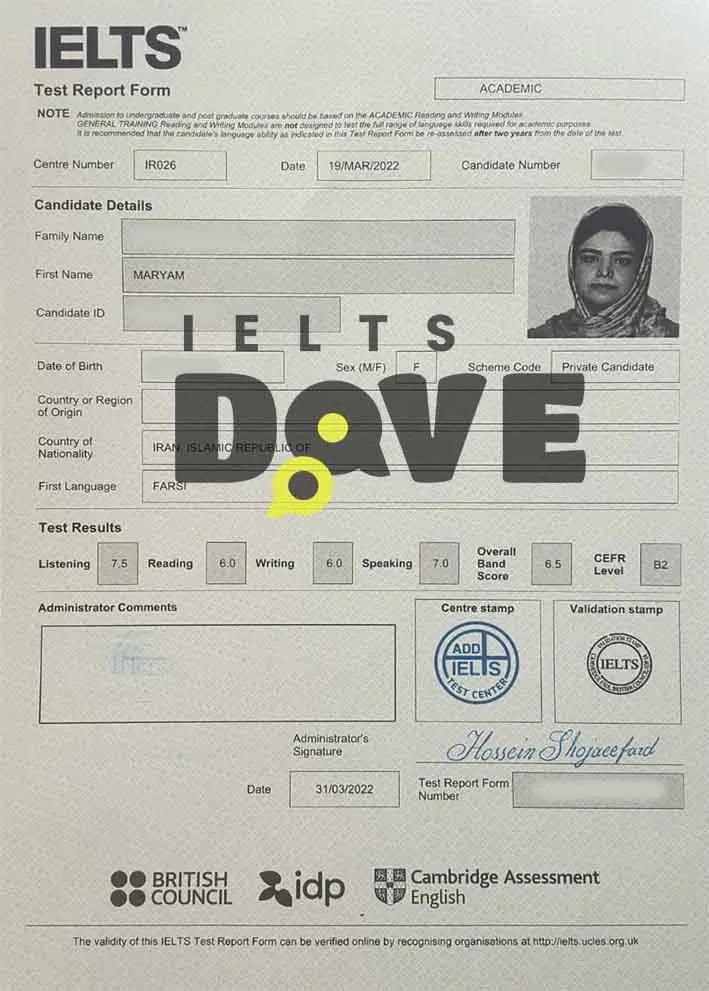 IELTS™
Test Report Form
ACADEMIC
NOTE Admission to undergraduate and post graduate courses should be based on the ACADEMIC Reading and Writing Modules.
GENERAL TRAINING Reading and Writing Modules are not designed to test the full range of language skills required for academic purposes.
It is recommended that the candidate's language ability as indicated in this Test Report Form be re-assessed after two years from the date of the test.
Centre Number IR026 Date 19/MAR/2022 Candidate Number
Candidate Details
Family Name
First Name MARYAM
Candidate ID
IELTS
DAVE
Date of Birth Sex (M/F) F Scheme Code Private Candidate
Country or Region
of Origin
Country of
Nationality
IRAN, ISLAMIC REPUBLIC OF
First Language FARSI
Test Results
Listening 7.5 Reading 6.0 Writing 6.0 Speaking 7.0 Overall
Band
Score 6.5 CEFR
Level B2
Administrator Comments
Centre stamp
Validation stamp
ADD
IELTS
TEST CENTER
IELTS
Administrator's
Signature
Hossein Shojaeefard
Date 31/03/2022
Test Report Form
Number
BRITISH
COUNCIL
idp
Cambridge Assessment
English
The validity of this IELTS Test Report Form can be verified online by recognising organisations at http://ielts.ucles.org.uk